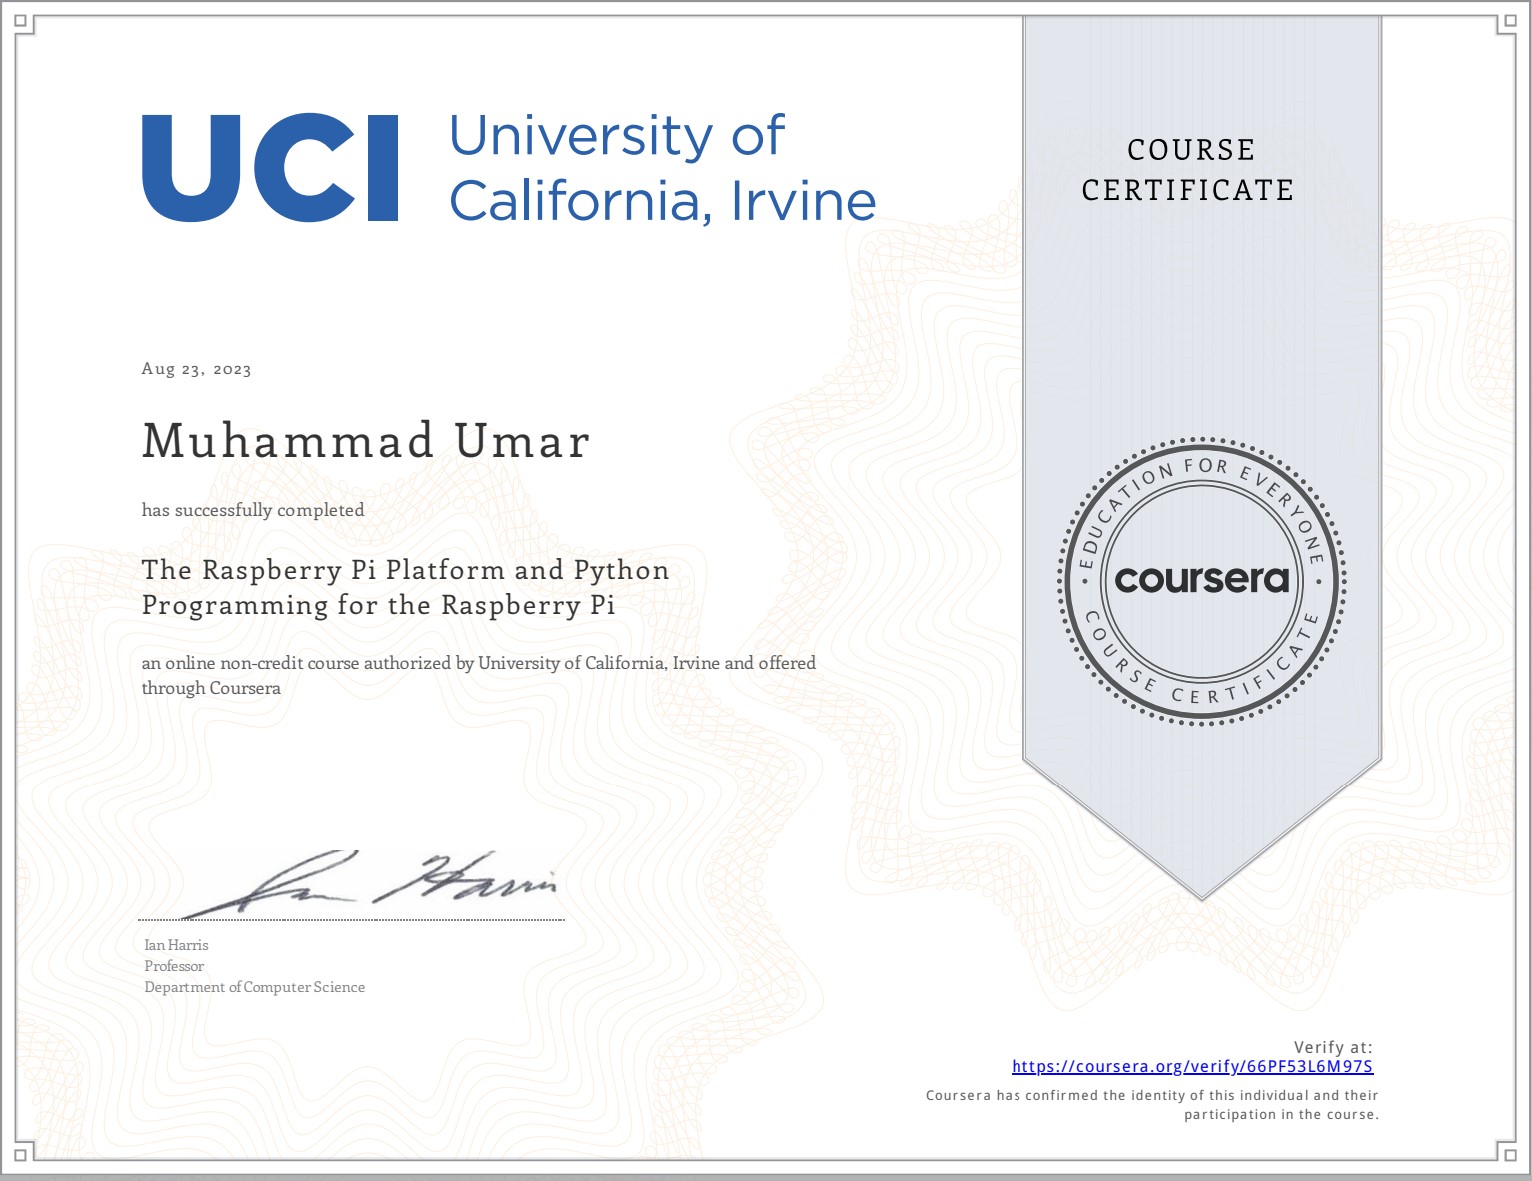 UCI
University of
California, Irvine
COURSE
CERTIFICATE
Aug 23, 2023
Muhammad Umar
has successfully completed
The Raspberry Pi Platform and Python
Programming for the Raspberry Pi
an online non-credit course authorized by University of California, Irvine and offered
through Coursera
EDUCATION FOR EVERYONE
coursera
COURSE CERTIFICATE
Ian Harris
Ian Harris
Professor
Department of Computer Science
Verify at:
https://coursera.org/verify/66PF53L6M97S
Coursera has confirmed the identity of this individual and their
participation in the course.